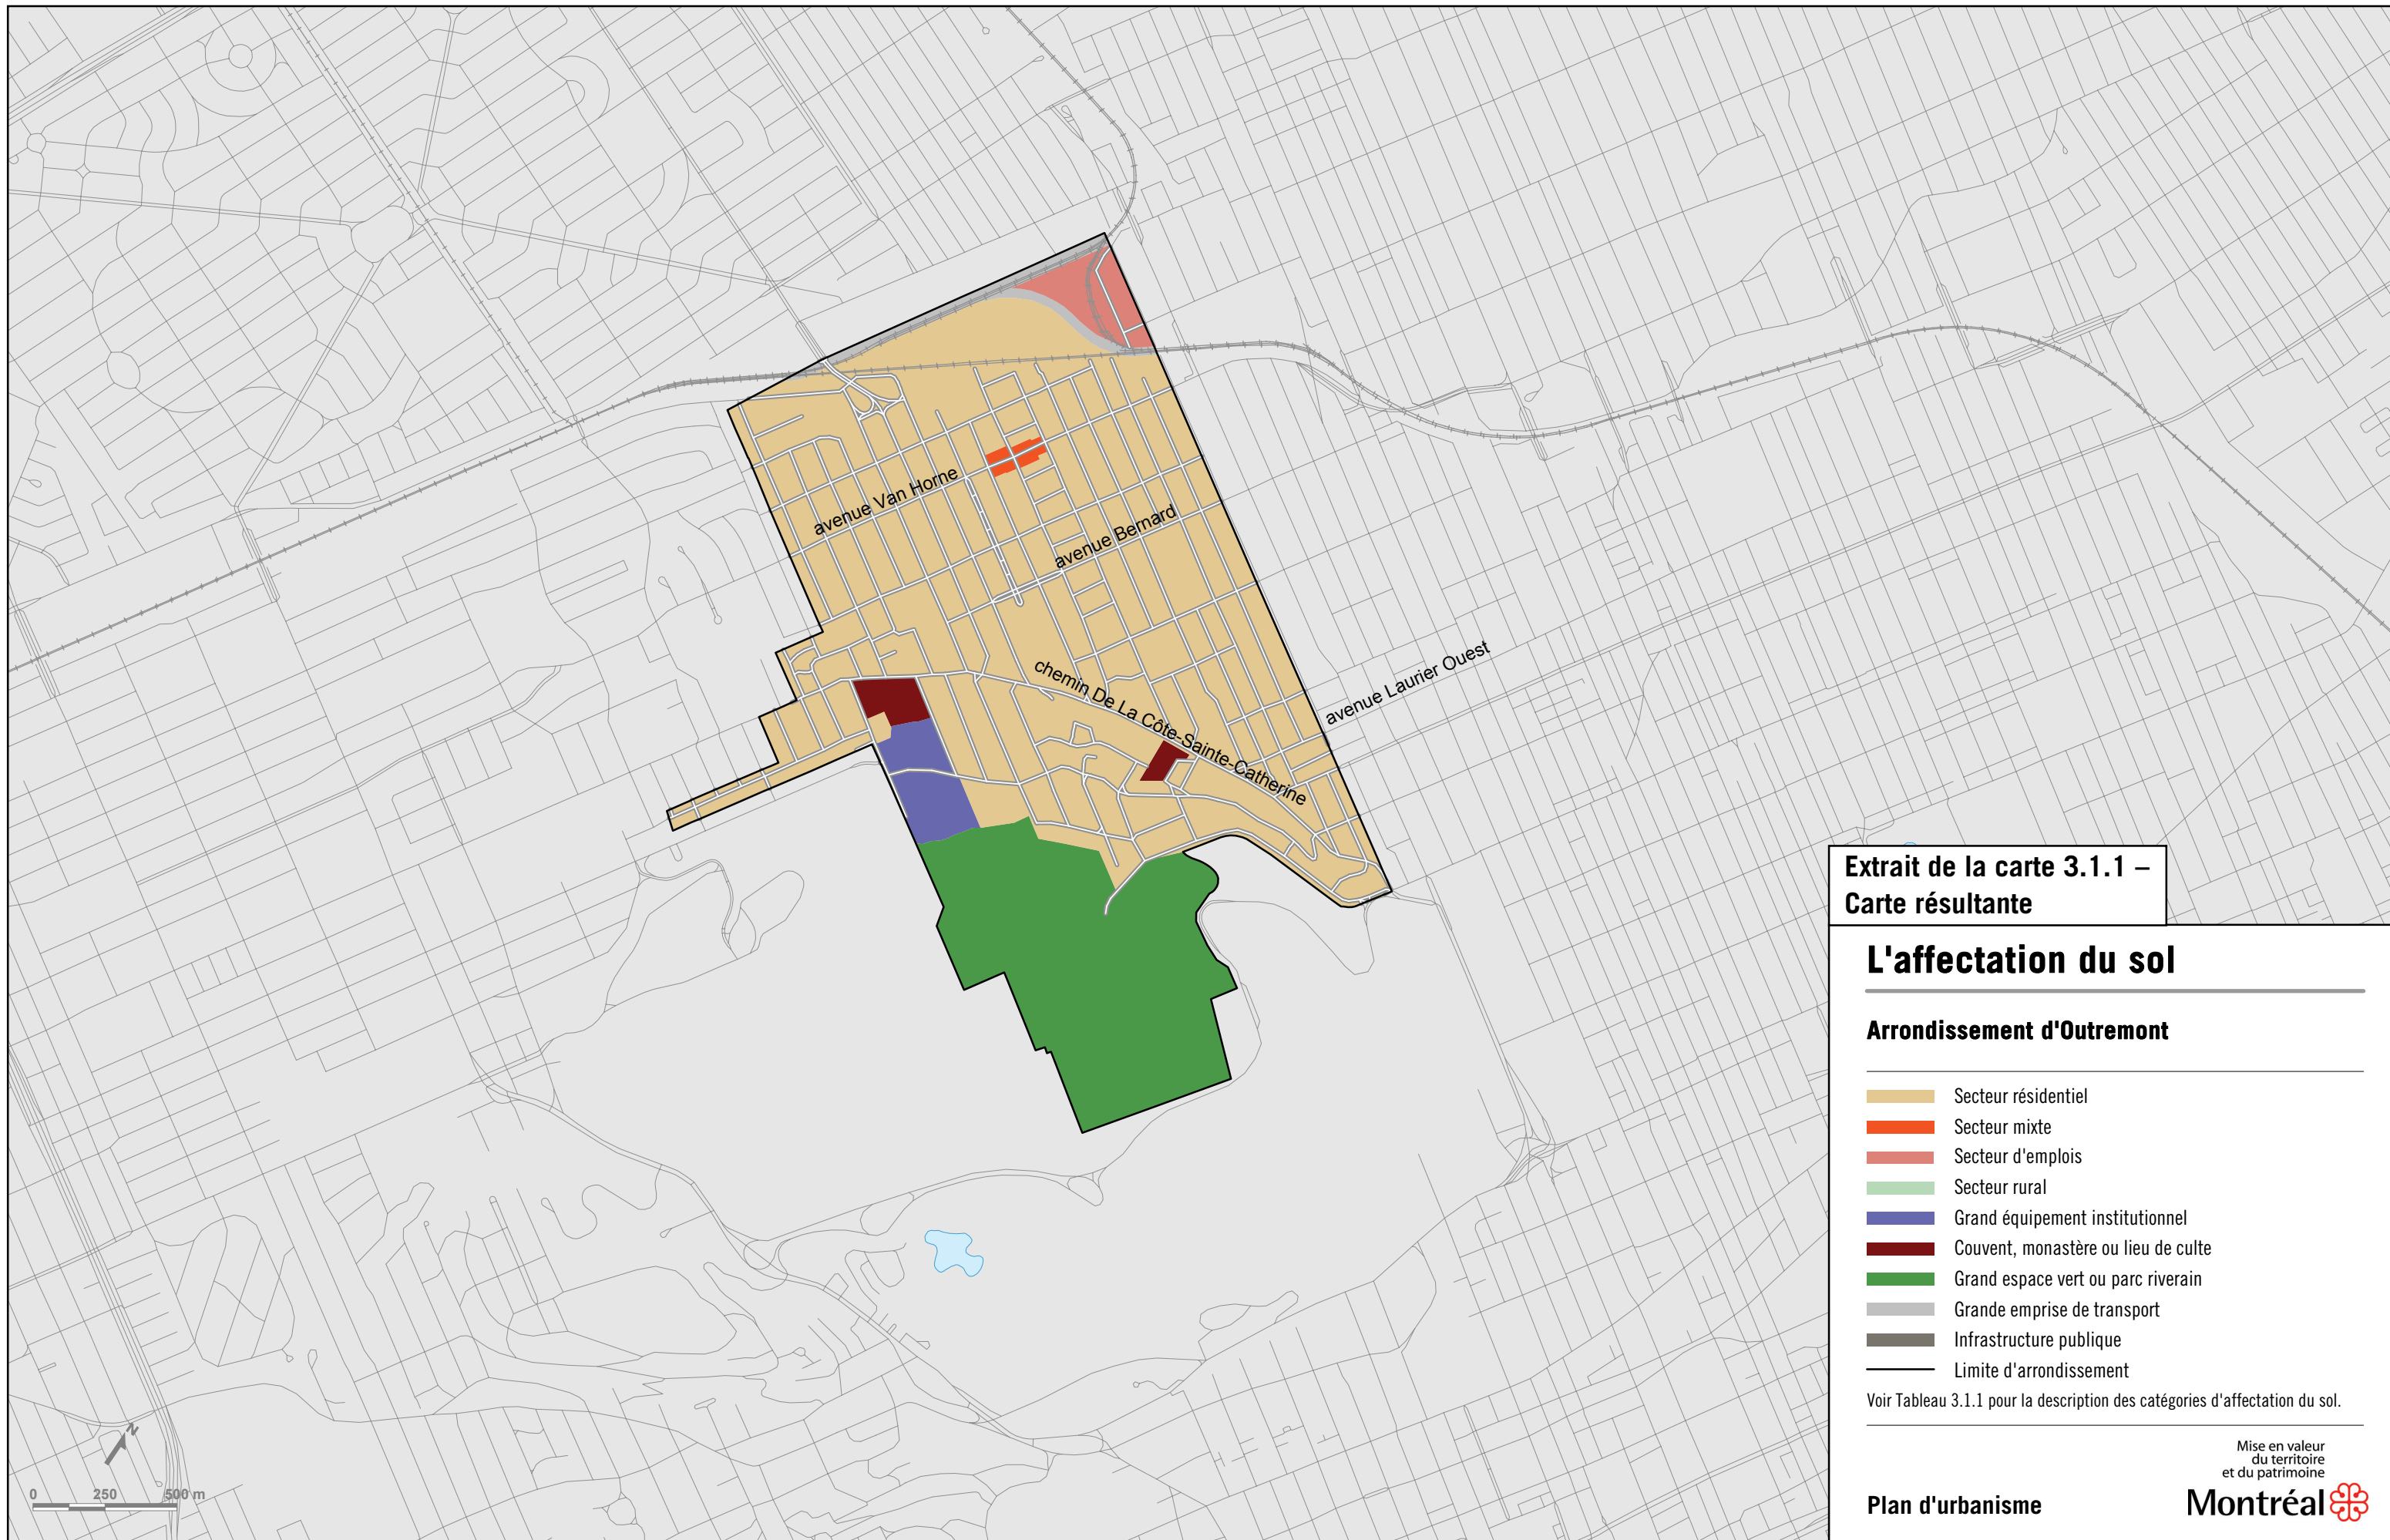 avenue Van Horne
avenue Bernard
chemin De La Côte-Sainte-Catherine
avenue Laurier Ouest
Extrait de la carte 3.1.1 –
Carte résultante
L'affectation du sol
Arrondissement d'Outremont
Secteur résidentiel
Secteur mixte
Secteur d'emplois
Secteur rural
Grand équipement institutionnel
Couvent, monastère ou lieu de culte
Grand espace vert ou parc riverain
Grande emprise de transport
Infrastructure publique
Limite d'arrondissement
Voir Tableau 3.1.1 pour la description des catégories d'affectation du sol.
N
0 250 500 m
Mise en valeur
du territoire
et du patrimoine
Plan d'urbanisme
Montréal